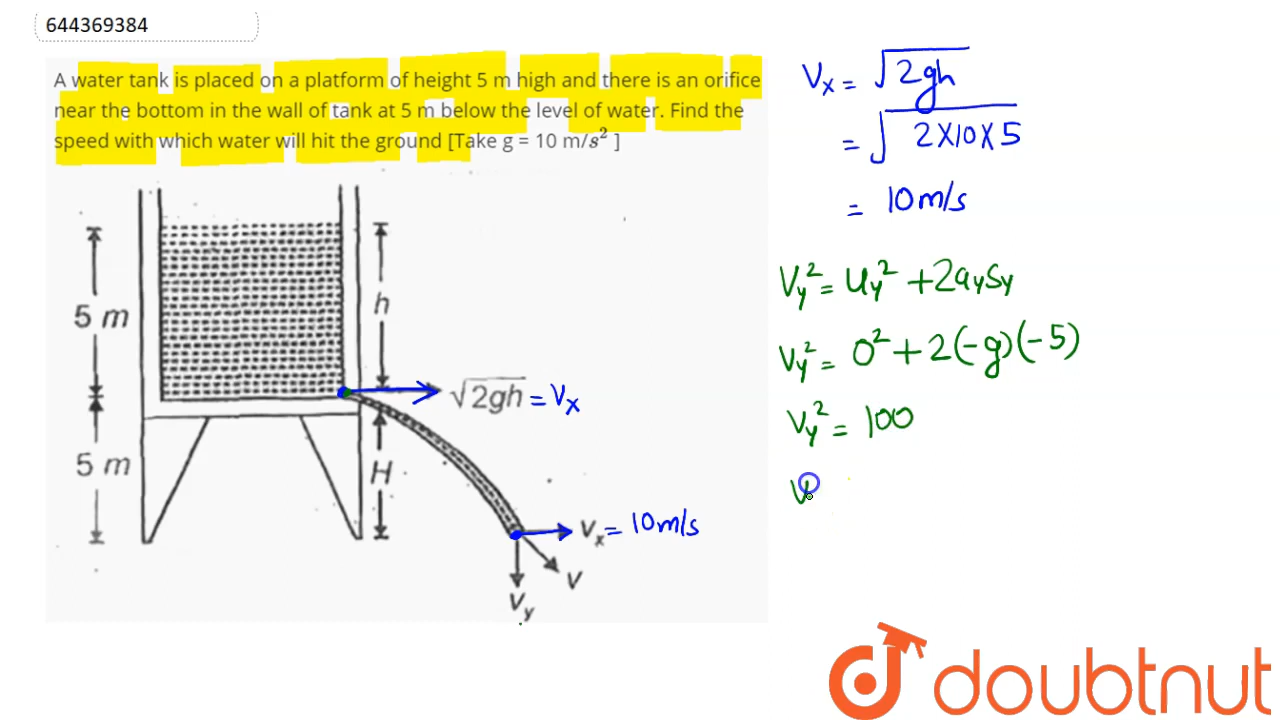 644369384
A water tank is placed on a platform of height 5 m high and there is an orifice
near the bottom in the wall of tank at 5 m below the level of water. Find the
speed with which water will hit the ground [Take g = 10 m/s² ]
5 m
h
√2gh = Vx
5 m
H
Vx = 10m/s
V
Vy
Vx = √2gh
= √2×10×5
= 10m/s
Vy² = uy² + 2aySy
Vy² = 0² + 2(-g)(-5)
Vy² = 100
V
doubtnut